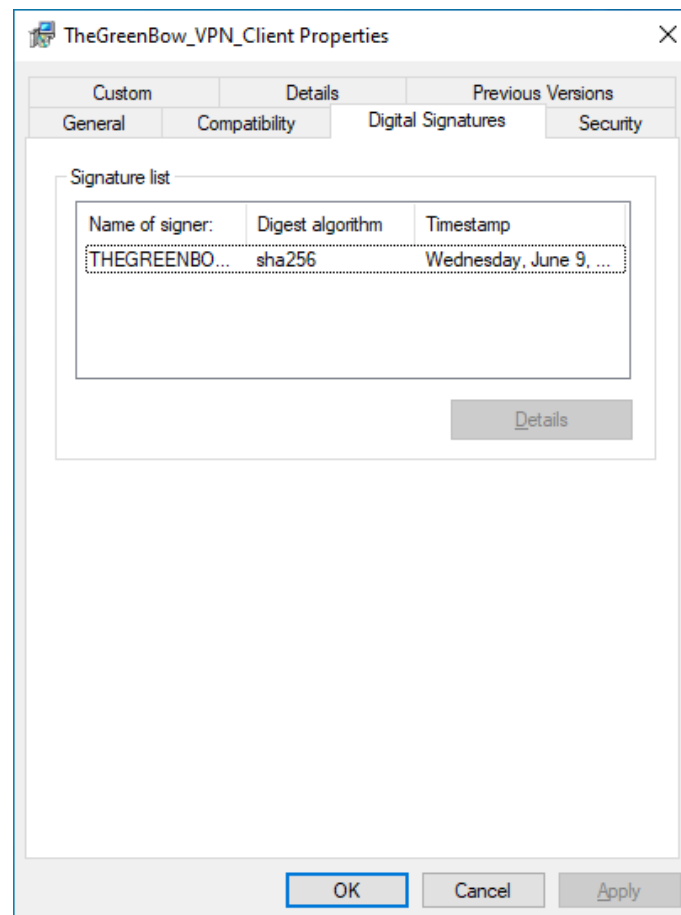 TheGreenBow_VPN_Client Properties
Custom Details Previous Versions
General Compatibility Digital Signatures Security
Signature list
Name of signer: Digest algorithm Timestamp
THEGREENBO... sha256 Wednesday, June 9, ...
Details
OK Cancel Apply